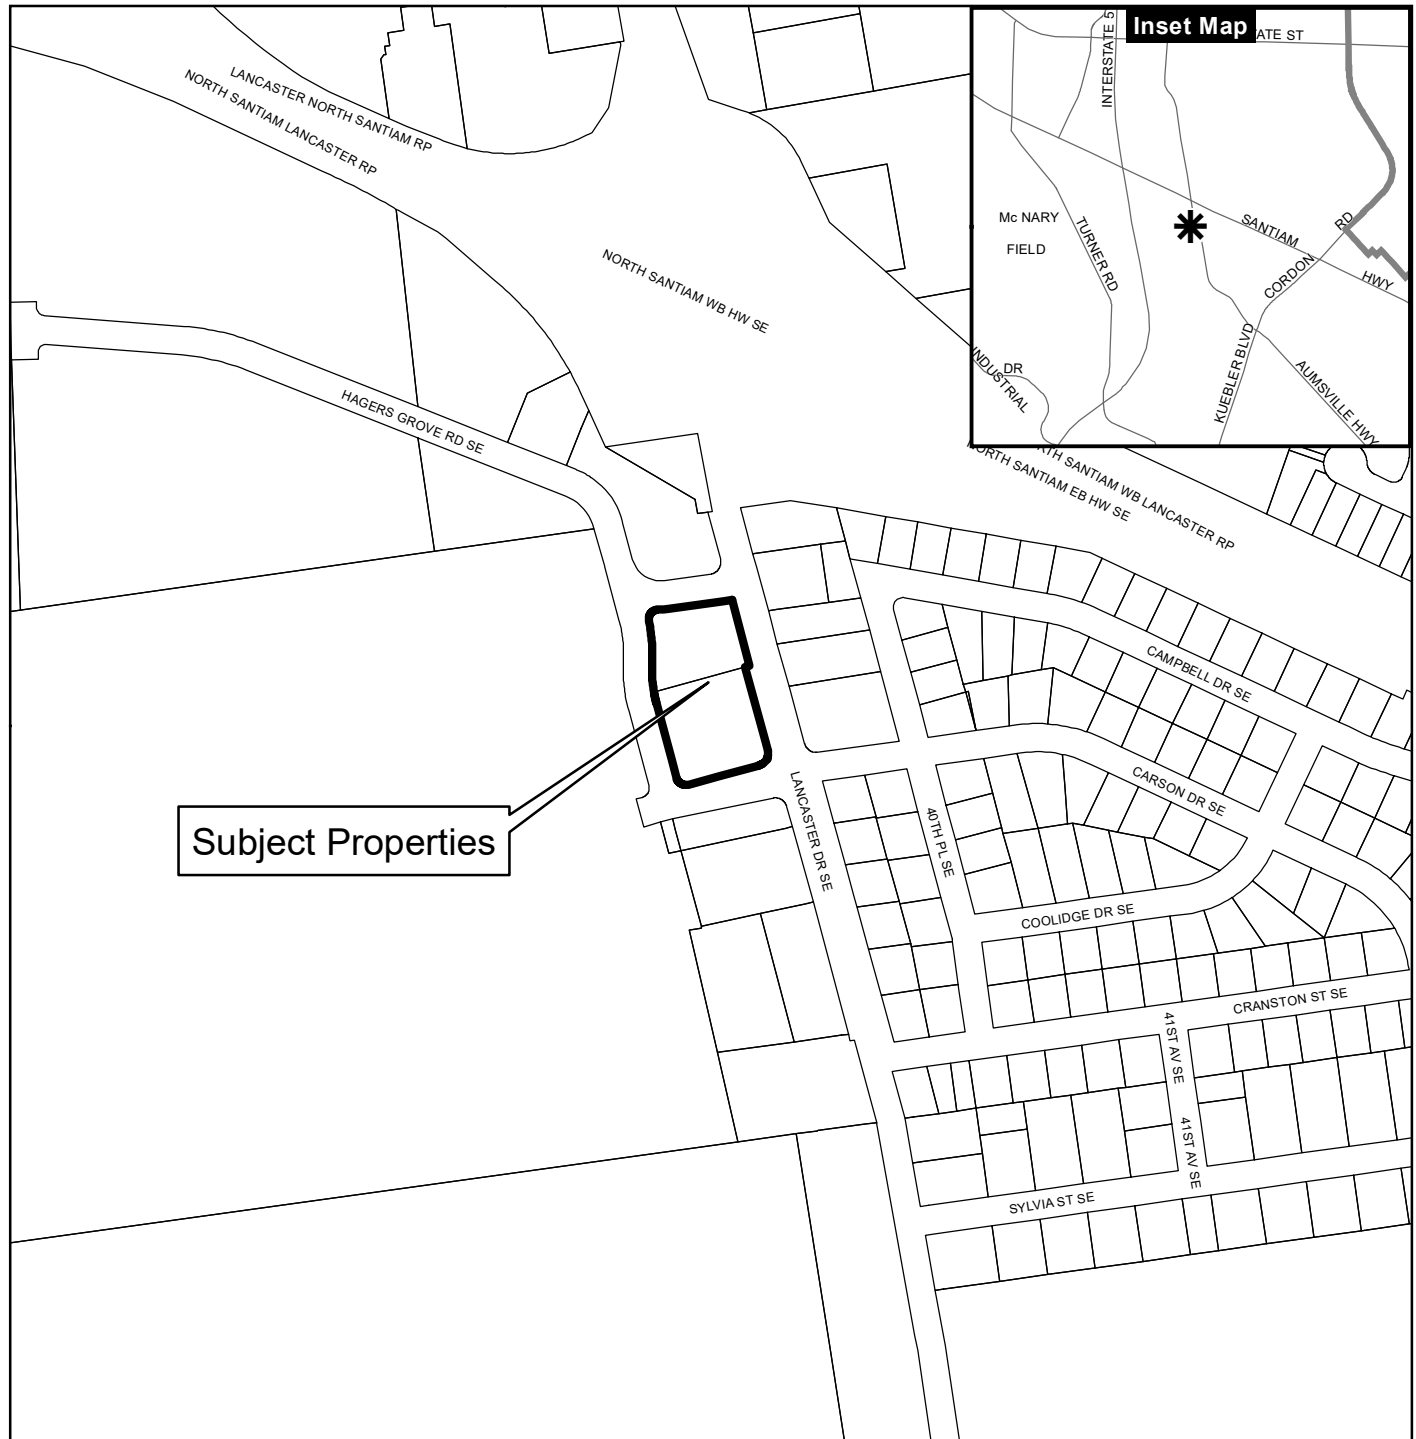 Inset Map
ATE ST
INTERSTATE 5
LANCASTER NORTH SANTIAM RP
NORTH SANTIAM LANCASTER RP
Mc NARY
FIELD
TURNER RD
SANTIAM
HWY
CORDON
RD
NORTH SANTIAM WB HW SE
INDUSTRIAL
DR
KUEBLER BLVD
AUMSVILLE HWY
HAGERS GROVE RD SE
RTH SANTIAM WB LANCASTER RP
ORTH SANTIAM EB HW SE
CAMPBELL DR SE
CARSON DR SE
LANCASTER DR SE
40TH PL SE
Subject Properties
COOLIDGE DR SE
CRANSTON ST SE
41ST AV SE
41ST AV SE
SYLVIA ST SE